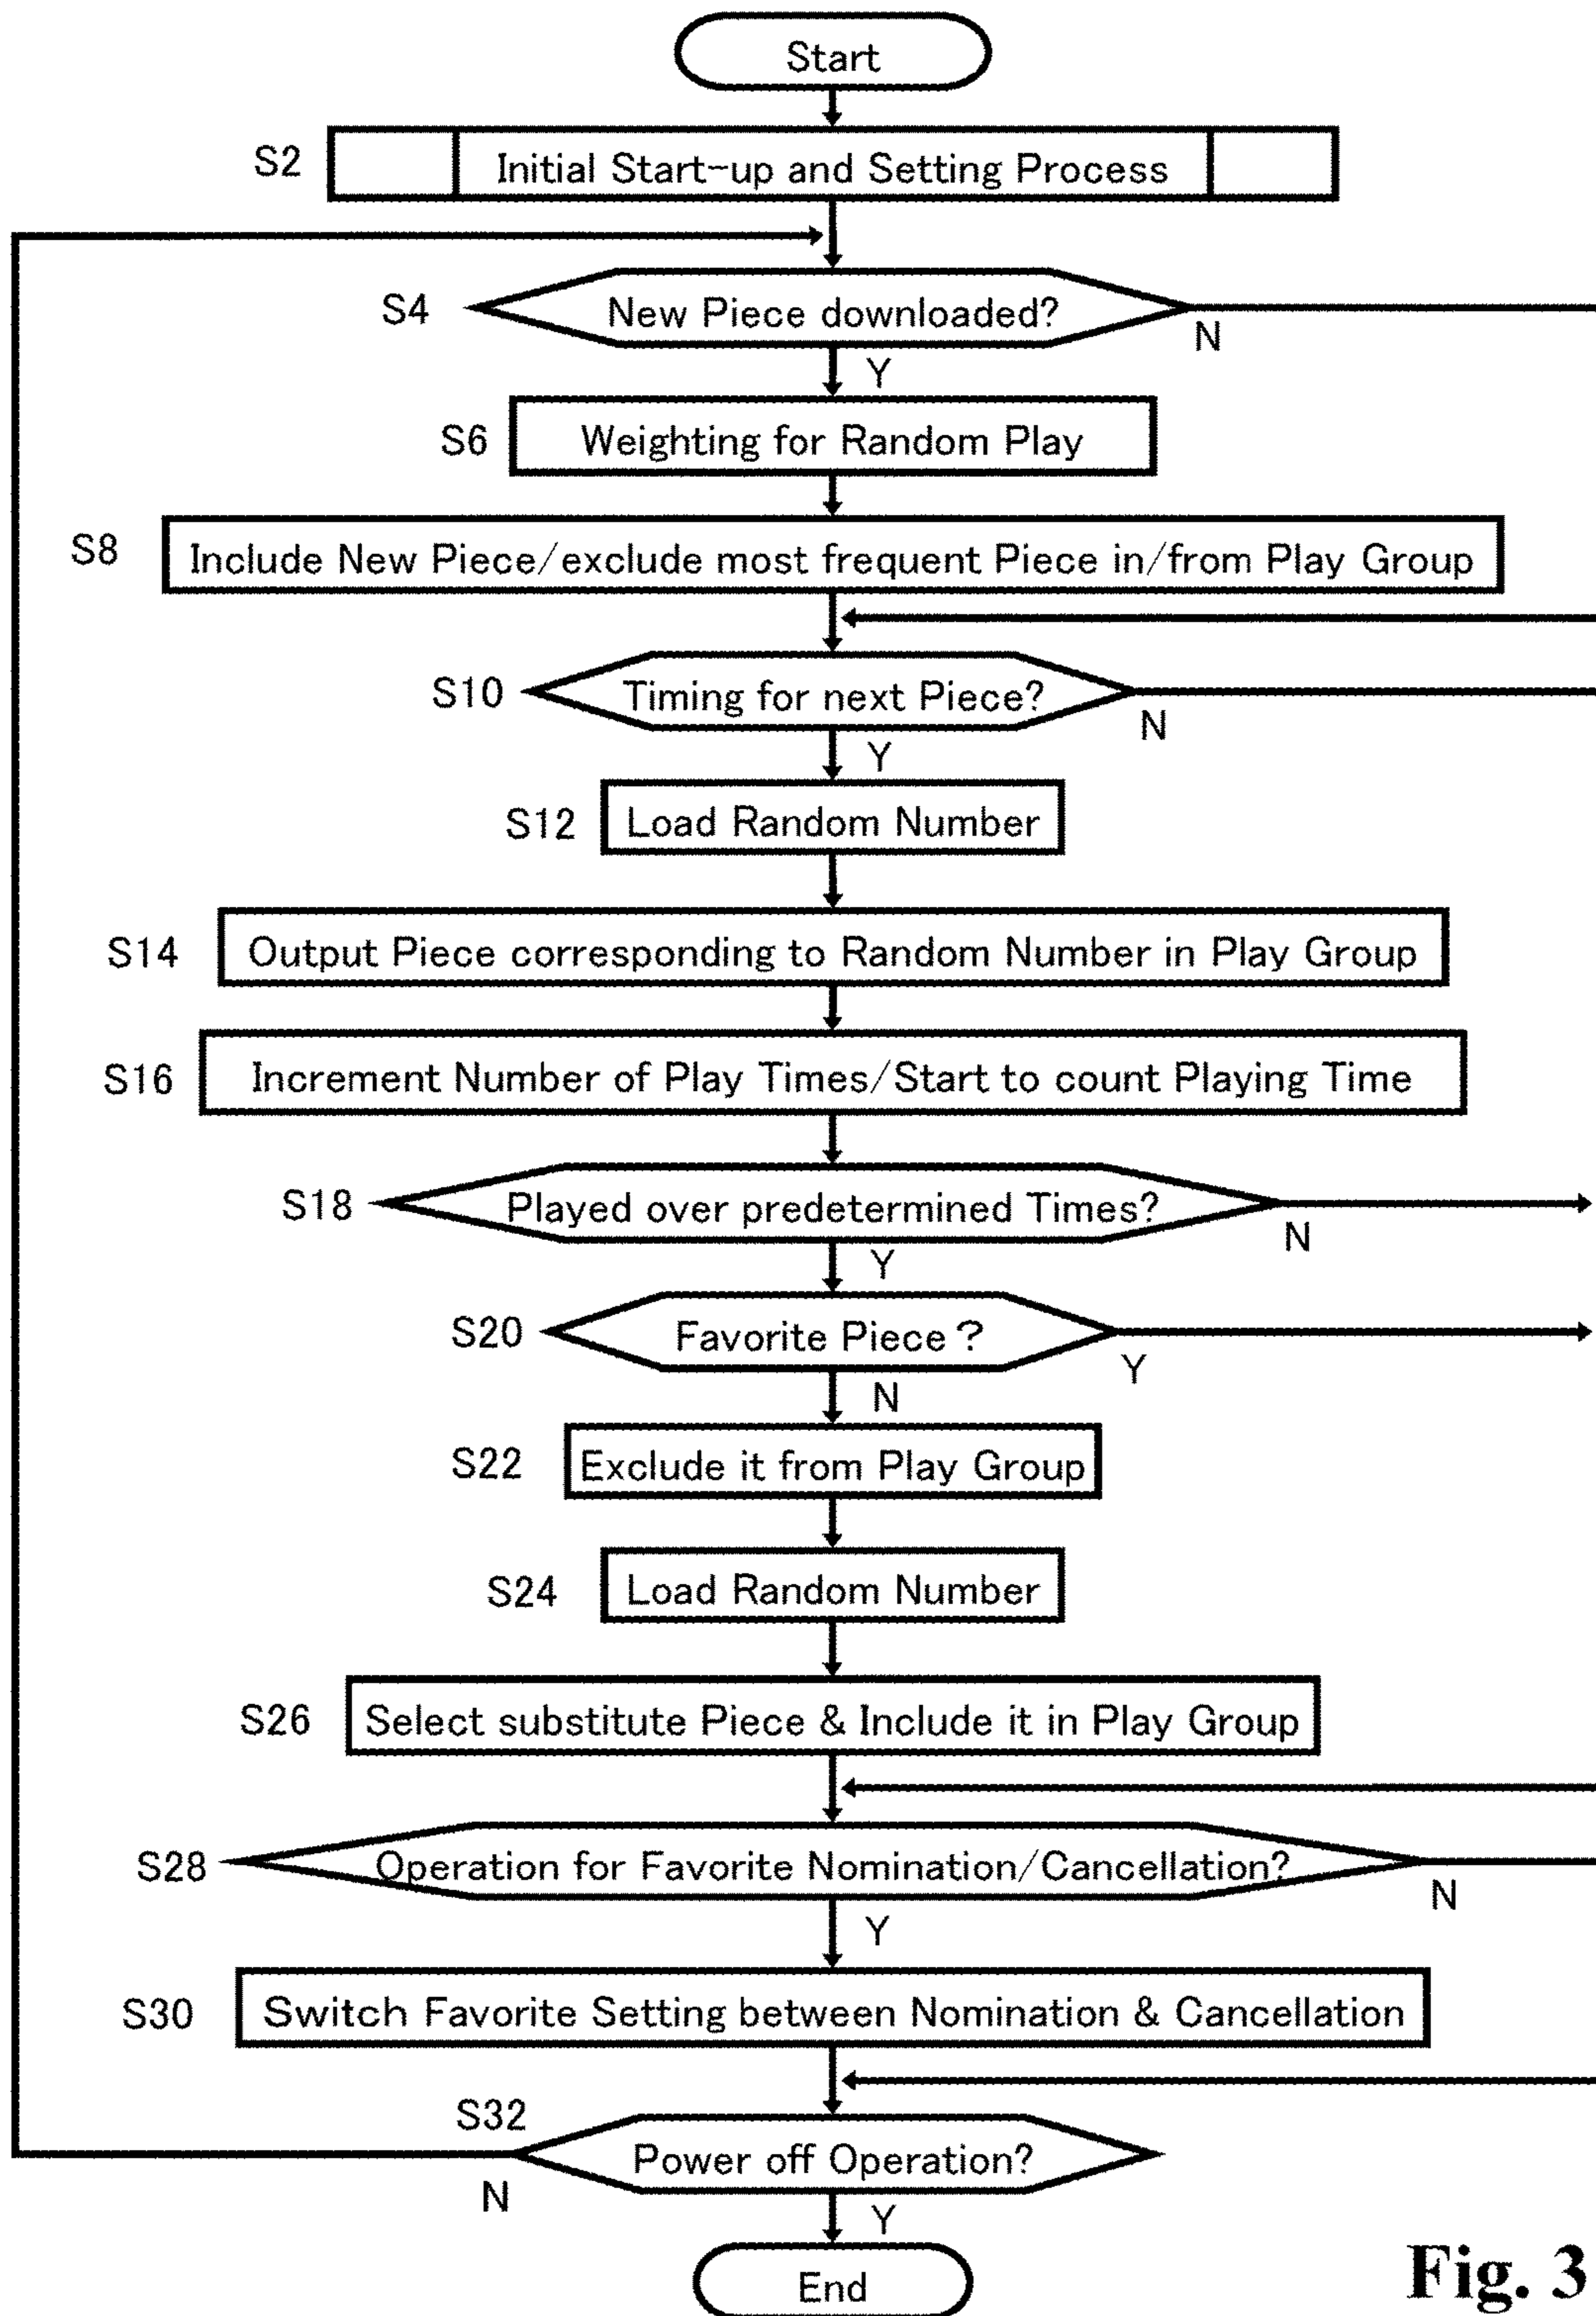 Start
S2
Initial Start-up and Setting Process
S4
New Piece downloaded?
N
Y
S6
Weighting for Random Play
S8
Include New Piece/exclude most frequent Piece in/from Play Group
S10
Timing for next Piece?
N
Y
S12
Load Random Number
S14
Output Piece corresponding to Random Number in Play Group
S16
Increment Number of Play Times/Start to count Playing Time
S18
Played over predetermined Times?
N
Y
S20
Favorite Piece?
Y
N
S22
Exclude it from Play Group
S24
Load Random Number
S26
Select substitute Piece & Include it in Play Group
S28
Operation for Favorite Nomination/Cancellation?
N
Y
S30
Switch Favorite Setting between Nomination & Cancellation
S32
Power off Operation?
N
Y
End
Fig. 3